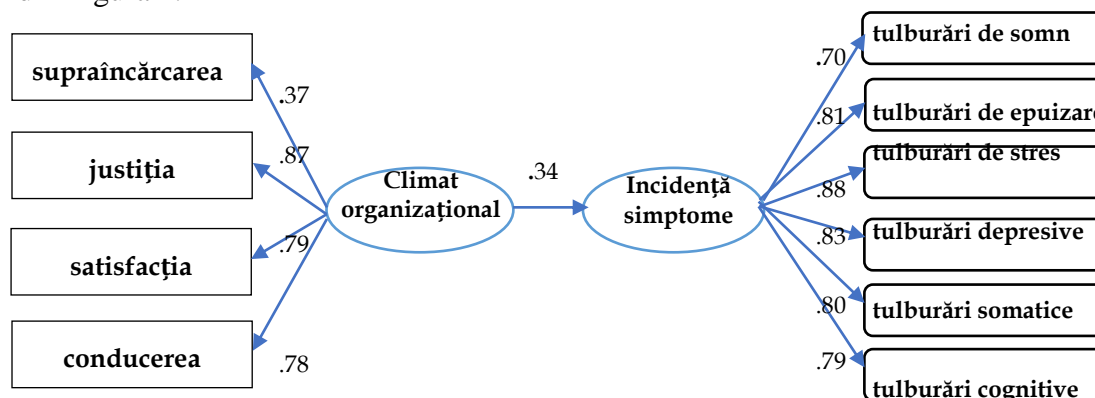 supraîncărcarea
justiția
satisfacția
conducerea
.37
.87
.79
.78
Climat
organizațional
.34
Incidență
simptome
.70
.81
.88
.83
.80
.79
tulburări de somn
tulburări de epuizare
tulburări de stres
tulburări depresive
tulburări somatice
tulburări cognitive